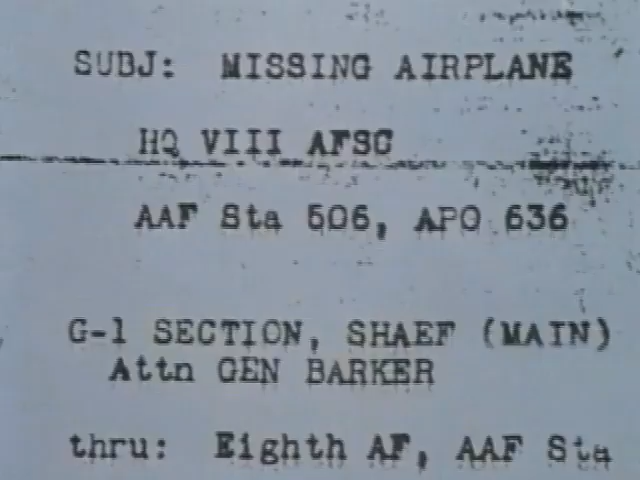 SUBJ: MISSING AIRPLANE
HQ VIII AFSC
AAF Sta 506, APO 636
G-1 SECTION, SHAEF (MAIN)
Attn GEN BARKER
thru: Eighth AF, AAF Sta